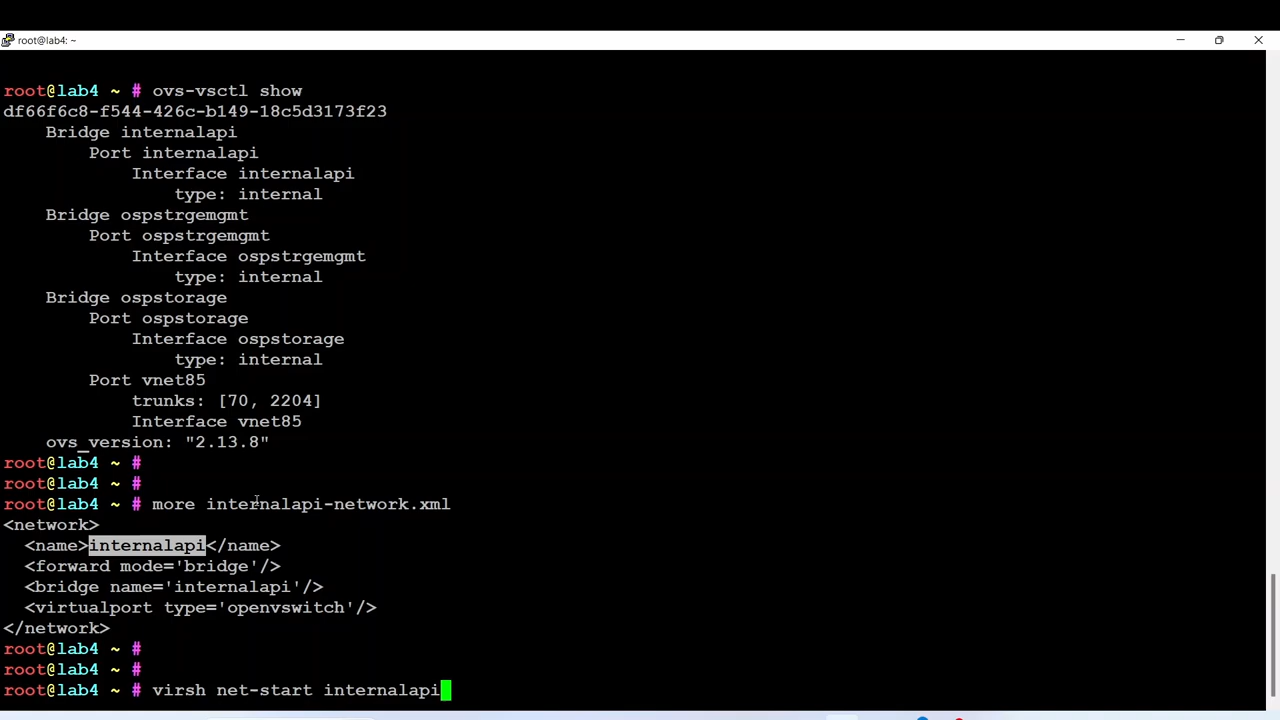 root@lab4: ~
root@lab4 ~ # ovs-vsctl show
df66f6c8-f544-426c-b149-18c5d3173f23
    Bridge internalapi
        Port internalapi
            Interface internalapi
                type: internal
    Bridge ospstrgemgmt
        Port ospstrgemgmt
            Interface ospstrgemgmt
                type: internal
    Bridge ospstorage
        Port ospstorage
            Interface ospstorage
                type: internal
        Port vnet85
            trunks: [70, 2204]
            Interface vnet85
    ovs_version: "2.13.8"
root@lab4 ~ #
root@lab4 ~ #
root@lab4 ~ # more internalapi-network.xml
<network>
  <name>internalapi</name>
  <forward mode='bridge'/>
  <bridge name='internalapi'/>
  <virtualport type='openvswitch'/>
</network>
root@lab4 ~ #
root@lab4 ~ #
root@lab4 ~ # virsh net-start internalapi